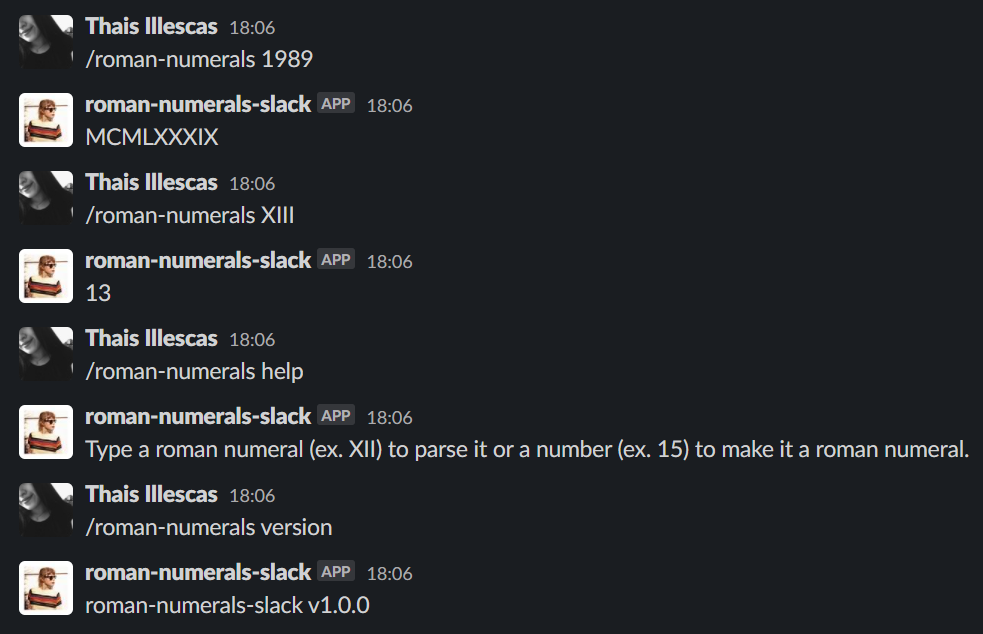 Thais Illescas 18:06
/roman-numerals 1989
roman-numerals-slack APP 18:06
MCMLXXXIX
Thais Illescas 18:06
/roman-numerals XIII
roman-numerals-slack APP 18:06
13
Thais Illescas 18:06
/roman-numerals help
roman-numerals-slack APP 18:06
Type a roman numeral (ex. XII) to parse it or a number (ex. 15) to make it a roman numeral.
Thais Illescas 18:06
/roman-numerals version
roman-numerals-slack APP 18:06
roman-numerals-slack v1.0.0